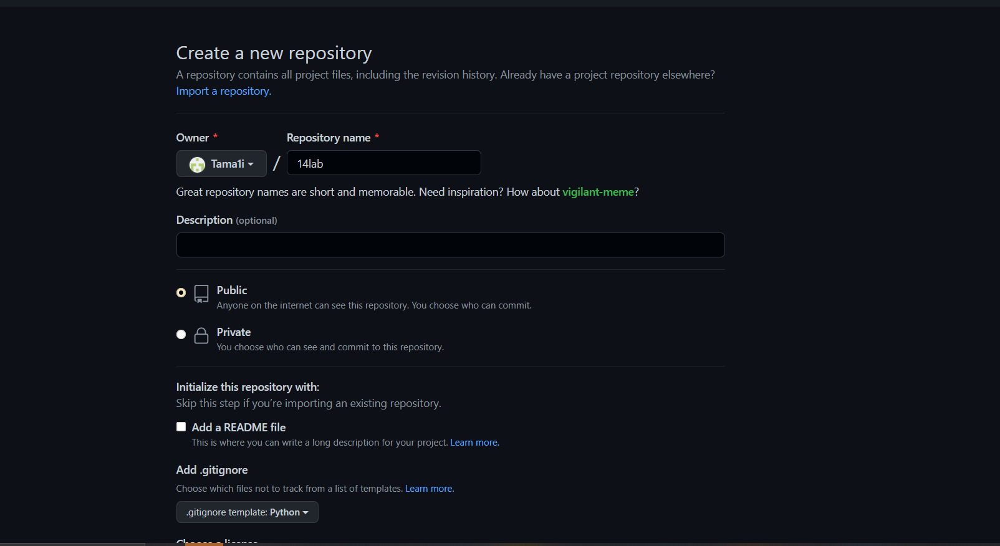 Create a new repository
A repository contains all project files, including the revision history. Already have a project repository elsewhere?
Import a repository.
Owner *
Repository name *
Tama1i
/
14lab
Great repository names are short and memorable. Need inspiration? How about vigilant-meme?
Description (optional)
Public
Anyone on the internet can see this repository. You choose who can commit.
Private
You choose who can see and commit to this repository.
Initialize this repository with:
Skip this step if you’re importing an existing repository.
Add a README file
This is where you can write a long description for your project. Learn more.
Add .gitignore
Choose which files not to track from a list of templates. Learn more.
.gitignore template: Python
Choose a license